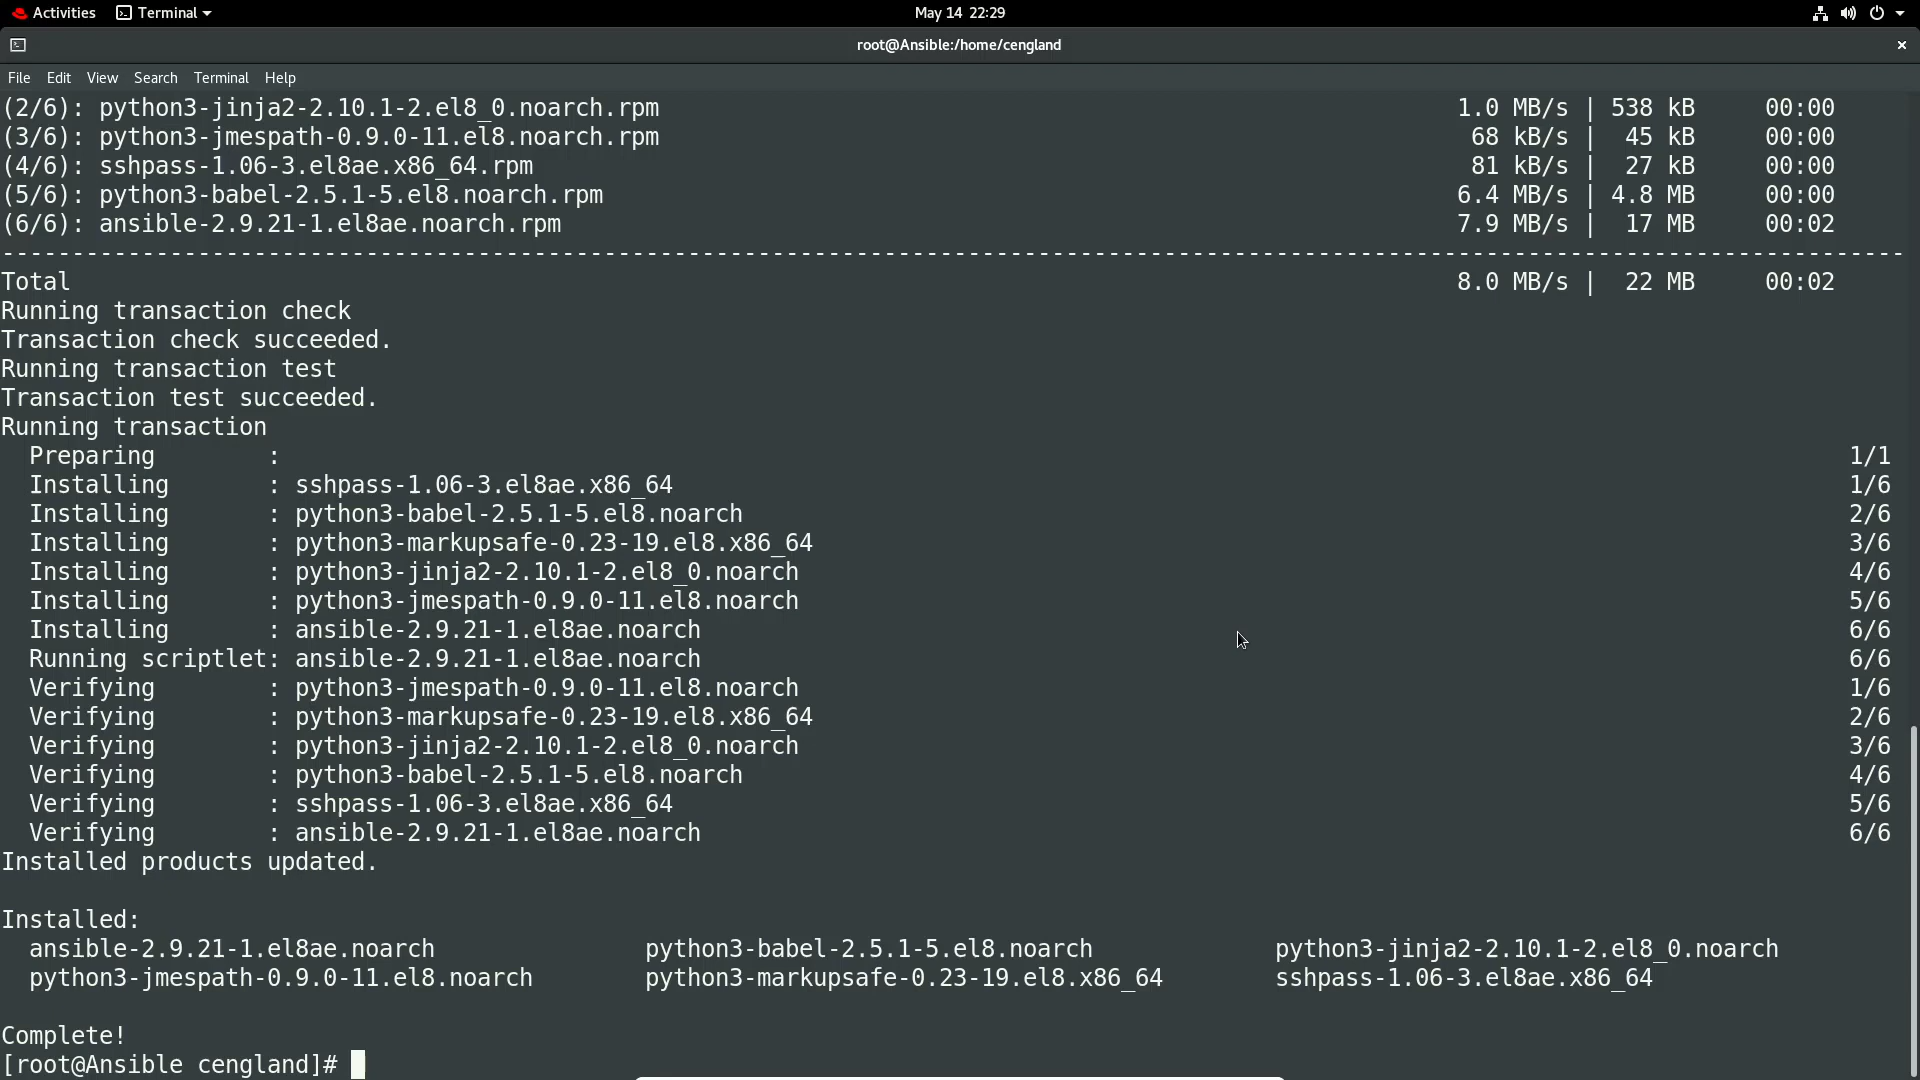 Activities Terminal May 14 22:29
root@Ansible:/home/cengland
File Edit View Search Terminal Help
(2/6): python3-jinja2-2.10.1-2.el8_0.noarch.rpm 1.0 MB/s | 538 kB 00:00
(3/6): python3-jmespath-0.9.0-11.el8.noarch.rpm 68 kB/s | 45 kB 00:00
(4/6): sshpass-1.06-3.el8ae.x86_64.rpm 81 kB/s | 27 kB 00:00
(5/6): python3-babel-2.5.1-5.el8.noarch.rpm 6.4 MB/s | 4.8 MB 00:00
(6/6): ansible-2.9.21-1.el8ae.noarch.rpm 7.9 MB/s | 17 MB 00:02
----------------------------------------------------------------------------------------------------------------------------------------
Total 8.0 MB/s | 22 MB 00:02
Running transaction check
Transaction check succeeded.
Running transaction test
Transaction test succeeded.
Running transaction
Preparing : 1/1
Installing : sshpass-1.06-3.el8ae.x86_64 1/6
Installing : python3-babel-2.5.1-5.el8.noarch 2/6
Installing : python3-markupsafe-0.23-19.el8.x86_64 3/6
Installing : python3-jinja2-2.10.1-2.el8_0.noarch 4/6
Installing : python3-jmespath-0.9.0-11.el8.noarch 5/6
Installing : ansible-2.9.21-1.el8ae.noarch 6/6
Running scriptlet: ansible-2.9.21-1.el8ae.noarch 6/6
Verifying : python3-jmespath-0.9.0-11.el8.noarch 1/6
Verifying : python3-markupsafe-0.23-19.el8.x86_64 2/6
Verifying : python3-jinja2-2.10.1-2.el8_0.noarch 3/6
Verifying : python3-babel-2.5.1-5.el8.noarch 4/6
Verifying : sshpass-1.06-3.el8ae.x86_64 5/6
Verifying : ansible-2.9.21-1.el8ae.noarch 6/6
Installed products updated.
Installed:
ansible-2.9.21-1.el8ae.noarch python3-babel-2.5.1-5.el8.noarch python3-jinja2-2.10.1-2.el8_0.noarch
python3-jmespath-0.9.0-11.el8.noarch python3-markupsafe-0.23-19.el8.x86_64 sshpass-1.06-3.el8ae.x86_64
Complete!
[root@Ansible cengland]#